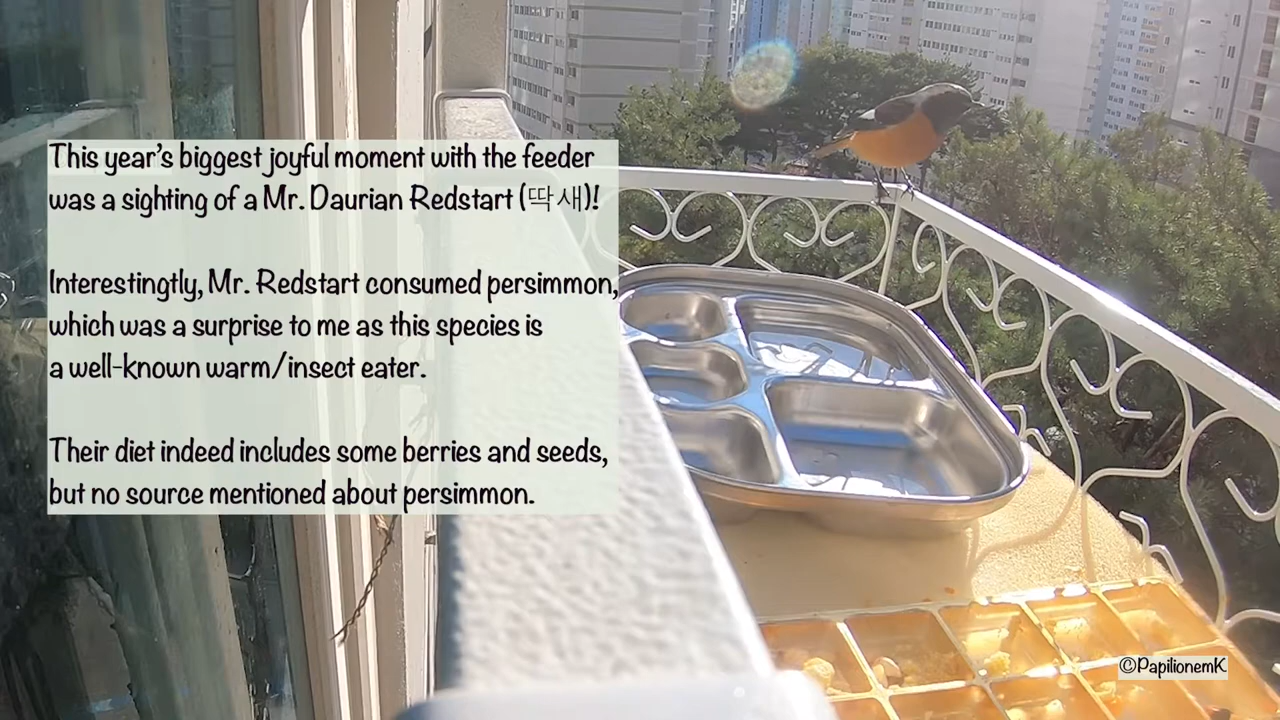 This year's biggest joyful moment with the feeder
was a sighting of a Mr. Daurian Redstart (딱새)!
Interestingtly, Mr. Redstart consumed persimmon,
which was a surprise to me as this species is
a well-known warm/insect eater.
Their diet indeed includes some berries and seeds,
but no source mentioned about persimmon.
©PapilionemK